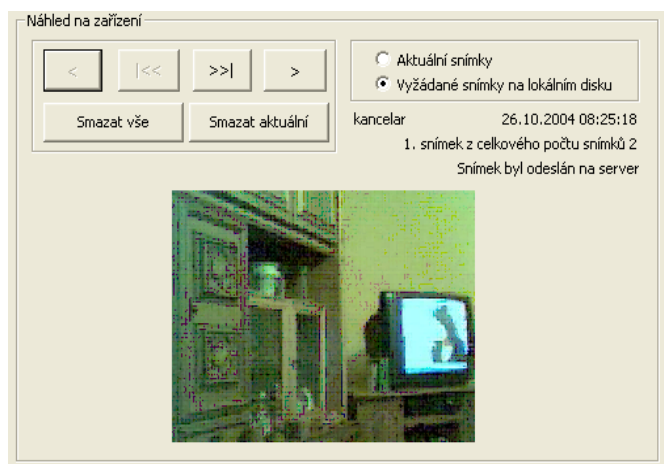 Náhled na zařízení
< |<< >>| >
Smazat vše Smazat aktuální
Aktuální snímky
Vyžádané snímky na lokálním disku
kancelar 26.10.2004 08:25:18
1. snímek z celkového počtu snímků 2
Snímek byl odeslán na server